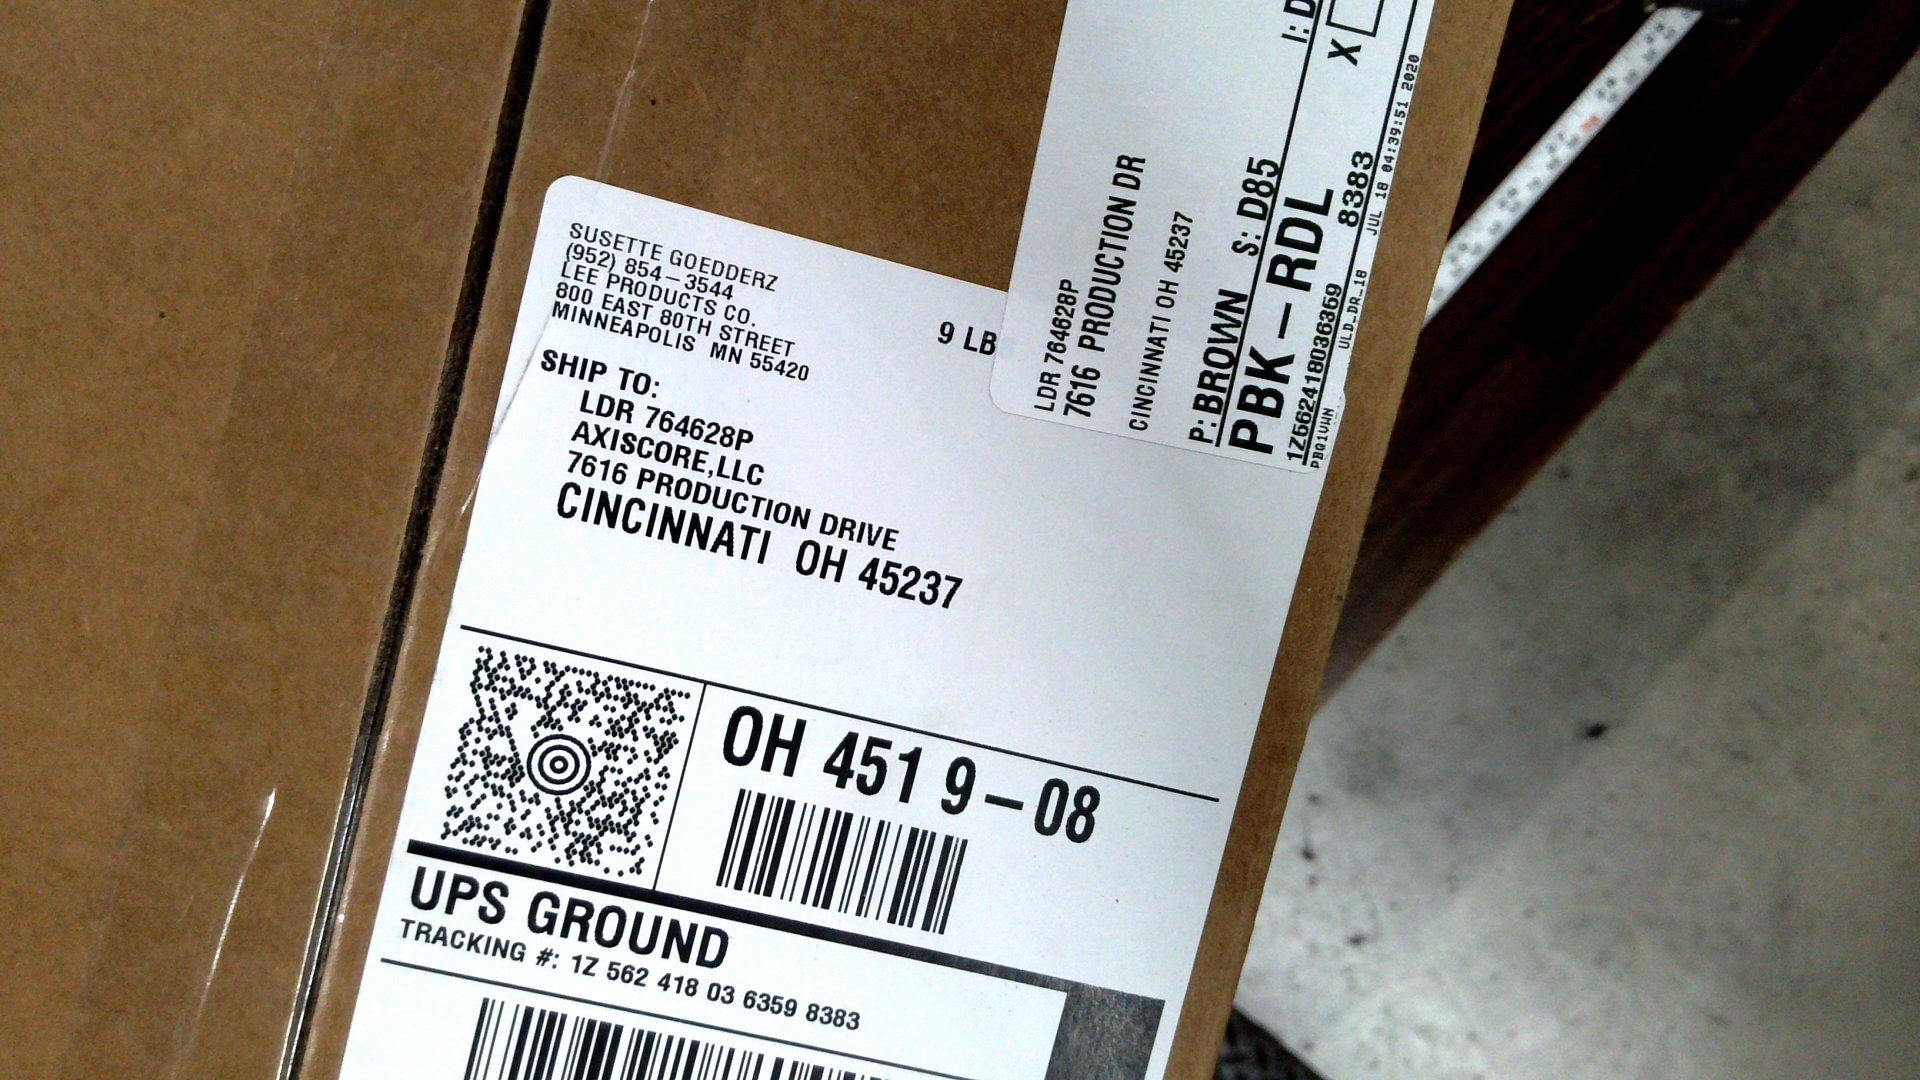 SUSETTE GOEDDERZ
(952) 854-3544
LEE PRODUCTS CO.
800 EAST 80TH STREET
MINNEAPOLIS MN 55420
9 LB
SHIP TO:
LDR 764628P
AXISCORE,LLC
7616 PRODUCTION DRIVE
CINCINNATI OH 45237
OH 451 9-08
UPS GROUND
TRACKING #: 1Z 562 418 03 6359 8383
LDR 764628P
7616 PRODUCTION DR
CINCINNATI OH 45237
P: BROWN S: D85 I: D
PBK-RDL X
1Z5624180363598383
PBQ1VWN ULD_DR_18 JUL 18 04:39:51 2020